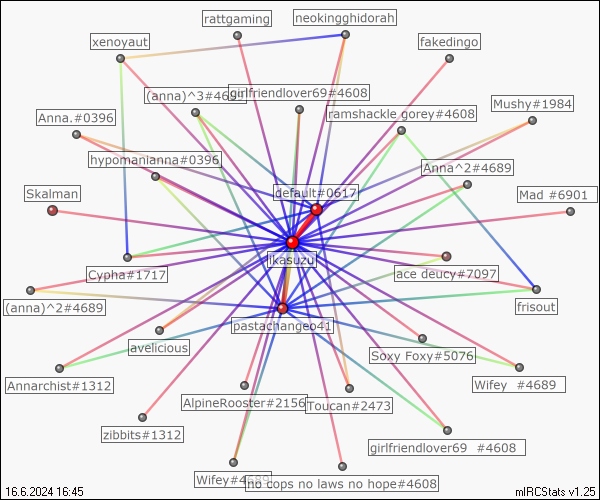 rattgaming
neokingghidorah
xenoyaut
fakedingo
(anna)^3#4689
girlfriendlover69#4608
ramshackle gorey#4608
Mushy#1984
Anna.#0396
hypomanianna#0396
Anna^2#4689
default#0617
Skalman
Mad #6901
ikasuzu
Cypha#1717
ace deucy#7097
(anna)^2#4689
frisout
pastachangeo41
avelicious
Soxy Foxy#5076
Annarchist#1312
Wifey #4689
AlpineRooster#2156
Toucan#2473
zibbits#1312
girlfriendlover69 #4608
Wifey#4689
no cops no laws no hope#4608
16.6.2024 16:45
mIRCStats v1.25